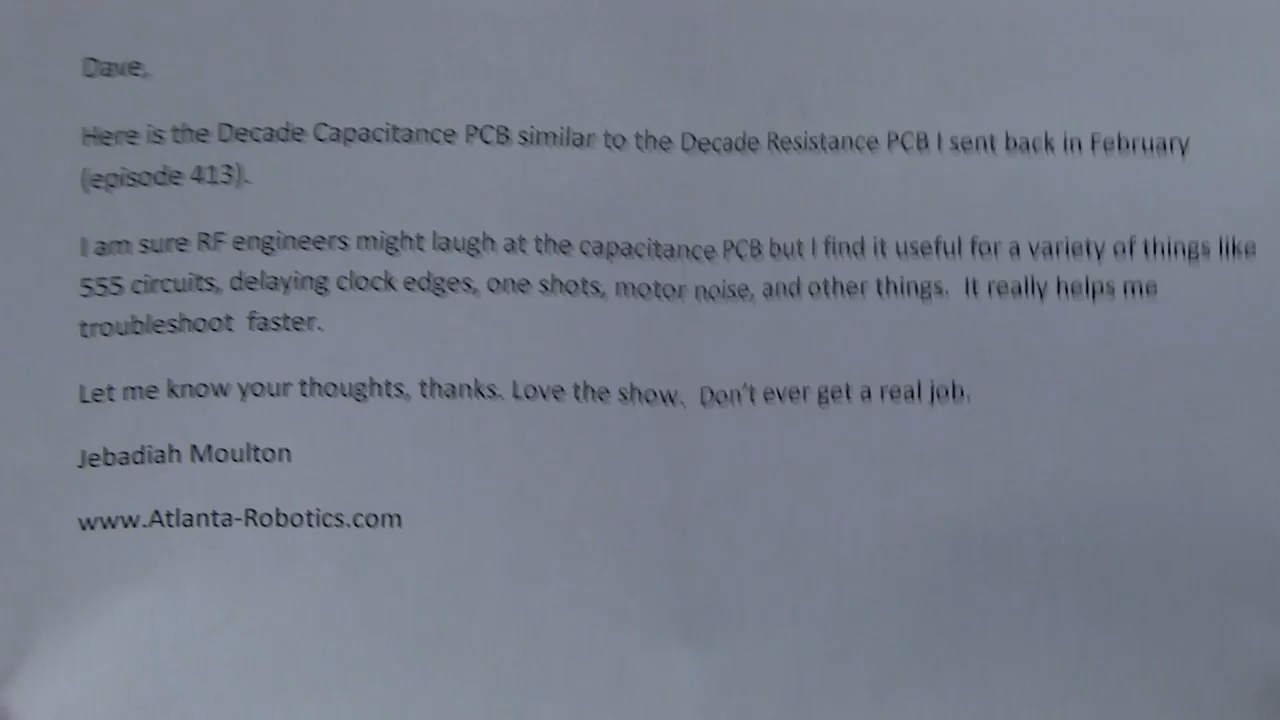 Dave,
Here is the Decade Capacitance PCB similar to the Decade Resistance PCB I sent back in February
(episode 413).
I am sure RF engineers might laugh at the capacitance PCB but I find it useful for a variety of things like
555 circuits, delaying clock edges, one shots, motor noise, and other things.  It really helps me
troubleshoot  faster.
Let me know your thoughts, thanks. Love the show.  Don't ever get a real job.
Jebadiah Moulton
www.Atlanta-Robotics.com